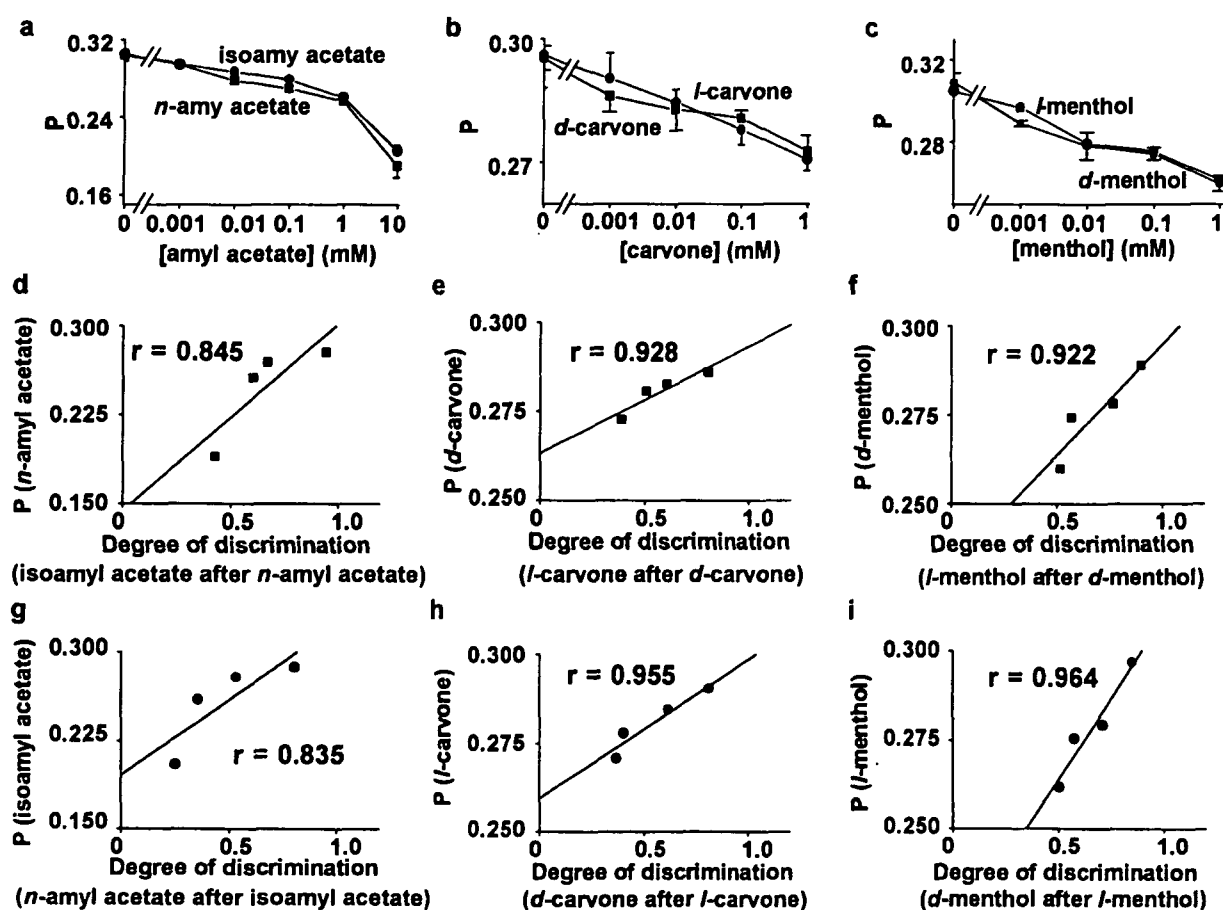 a
0.32
0.24
0.16
P
isoamy acetate
n-amy acetate
0 0.001 0.01 0.1 1 10
[amyl acetate] (mM)
b
0.30
0.27
P
l-carvone
d-carvone
0 0.001 0.01 0.1 1
[carvone] (mM)
c
0.32
0.28
P
l-menthol
d-menthol
0 0.001 0.01 0.1 1
[menthol] (mM)
d
0.300
0.225
0.150
P (n-amyl acetate)
r = 0.845
0 0.5 1.0
Degree of discrimination
(isoamyl acetate after n-amyl acetate)
e
0.300
0.275
0.250
P (d-carvone)
r = 0.928
0 0.5 1.0
Degree of discrimination
(l-carvone after d-carvone)
f
0.300
0.275
0.250
P (d-menthol)
r = 0.922
0 0.5 1.0
Degree of discrimination
(l-menthol after d-menthol)
g
0.300
0.225
0.150
P (isoamyl acetate)
r = 0.835
0 0.5 1.0
Degree of discrimination
(n-amyl acetate after isoamyl acetate)
h
0.300
0.275
0.250
P (l-carvone)
r = 0.955
0 0.5 1.0
Degree of discrimination
(d-carvone after l-carvone)
i
0.300
0.275
0.250
P (l-menthol)
r = 0.964
0 0.5 1.0
Degree of discrimination
(d-menthol after l-menthol)